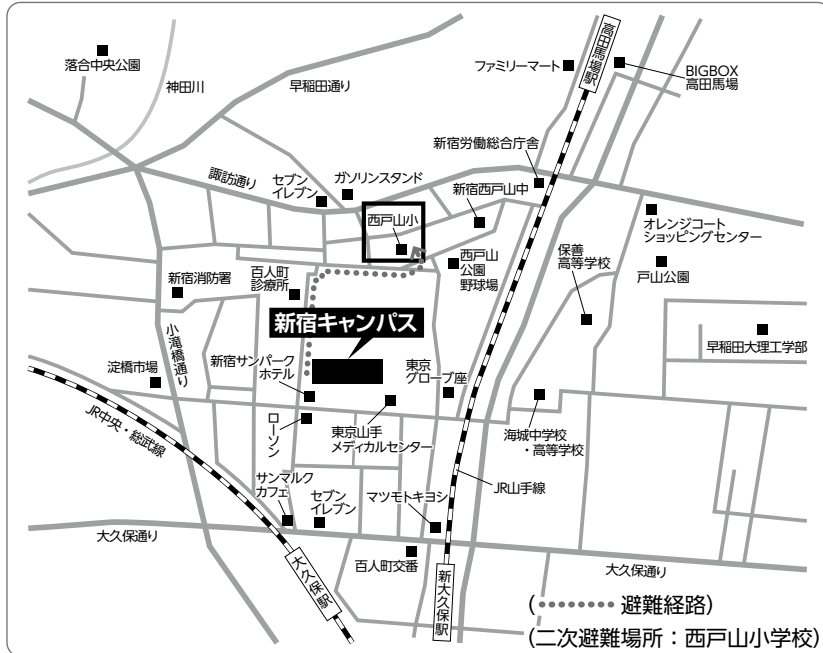 落合中央公園
神田川
早稲田通り
ファミリーマート
高田馬場駅
BIGBOX
高田馬場
新宿労働総合庁舎
諏訪通り
セブン
イレブン
ガソリンスタンド
新宿西戸山中
西戸山小
オレンジコート
ショッピングセンター
西戸山
公園
野球場
保善
高等学校
戸山公園
新宿消防署
百人町
診療所
新宿キャンパス
小滝橋通り
淀橋市場
新宿サンパーク
ホテル
東京
グローブ座
早稲田大理工学部
JR中央・総武線
ローソン
東京山手
メディカルセンター
海城中学校
・高等学校
サンマルク
カフェ
セブン
イレブン
マツモトキヨシ
JR山手線
大久保通り
大久保駅
百人町交番
新大久保駅
大久保通り
(•••••••• 避難経路)
(二次避難場所：西戸山小学校)